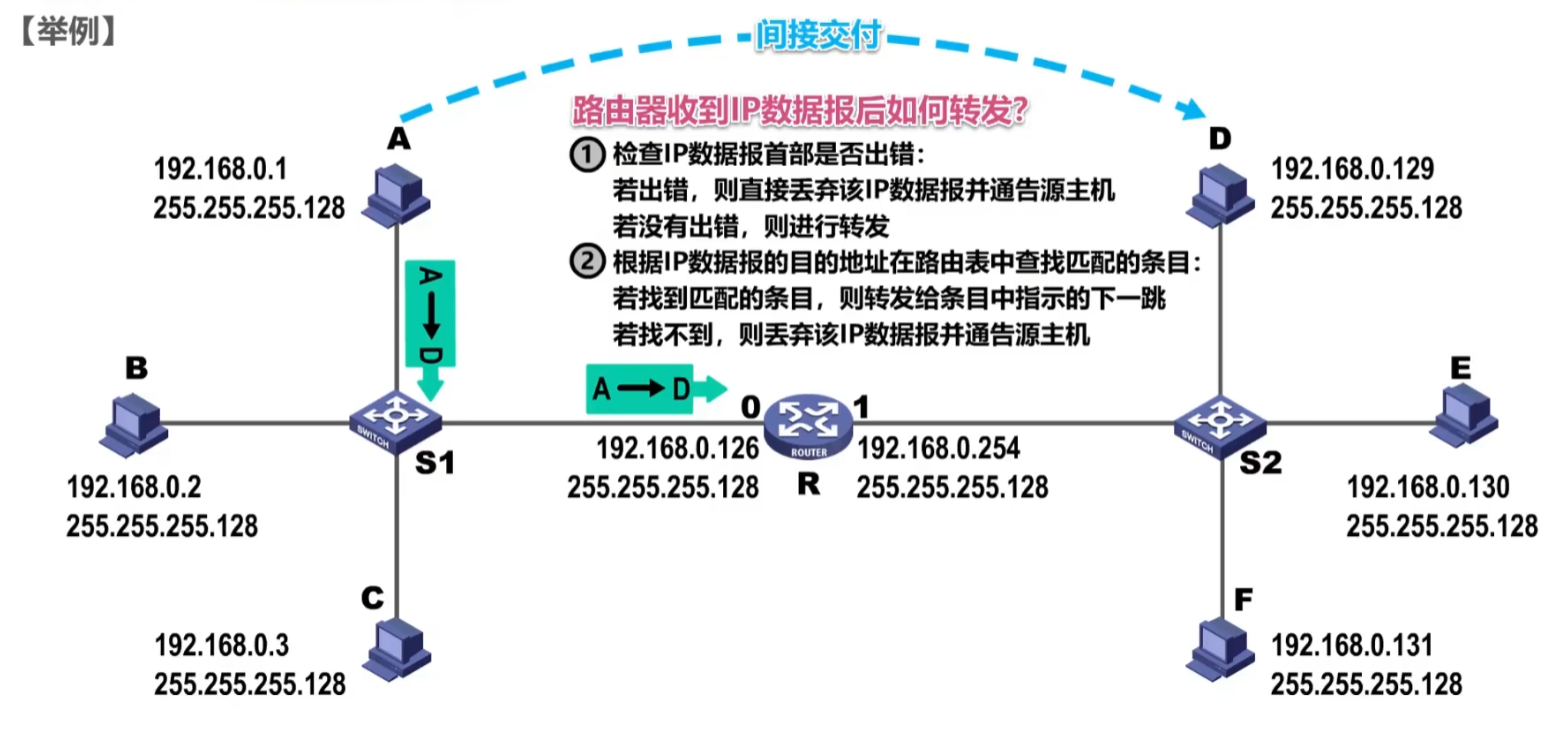 【举例】
间接交付
路由器收到IP数据报后如何转发?
① 检查IP数据报首部是否出错：
若出错，则直接丢弃该IP数据报并通告源主机
若没有出错，则进行转发
② 根据IP数据报的目的地址在路由表中查找匹配的条目：
若找到匹配的条目，则转发给条目中指示的下一跳
若找不到，则丢弃该IP数据报并通告源主机
A
192.168.0.1
255.255.255.128
D
192.168.0.129
255.255.255.128
A→D
B
192.168.0.2
255.255.255.128
SWITCH
S1
A→D
0
1
ROUTER
R
192.168.0.126
255.255.255.128
192.168.0.254
255.255.255.128
SWITCH
S2
E
192.168.0.130
255.255.255.128
C
192.168.0.3
255.255.255.128
F
192.168.0.131
255.255.255.128